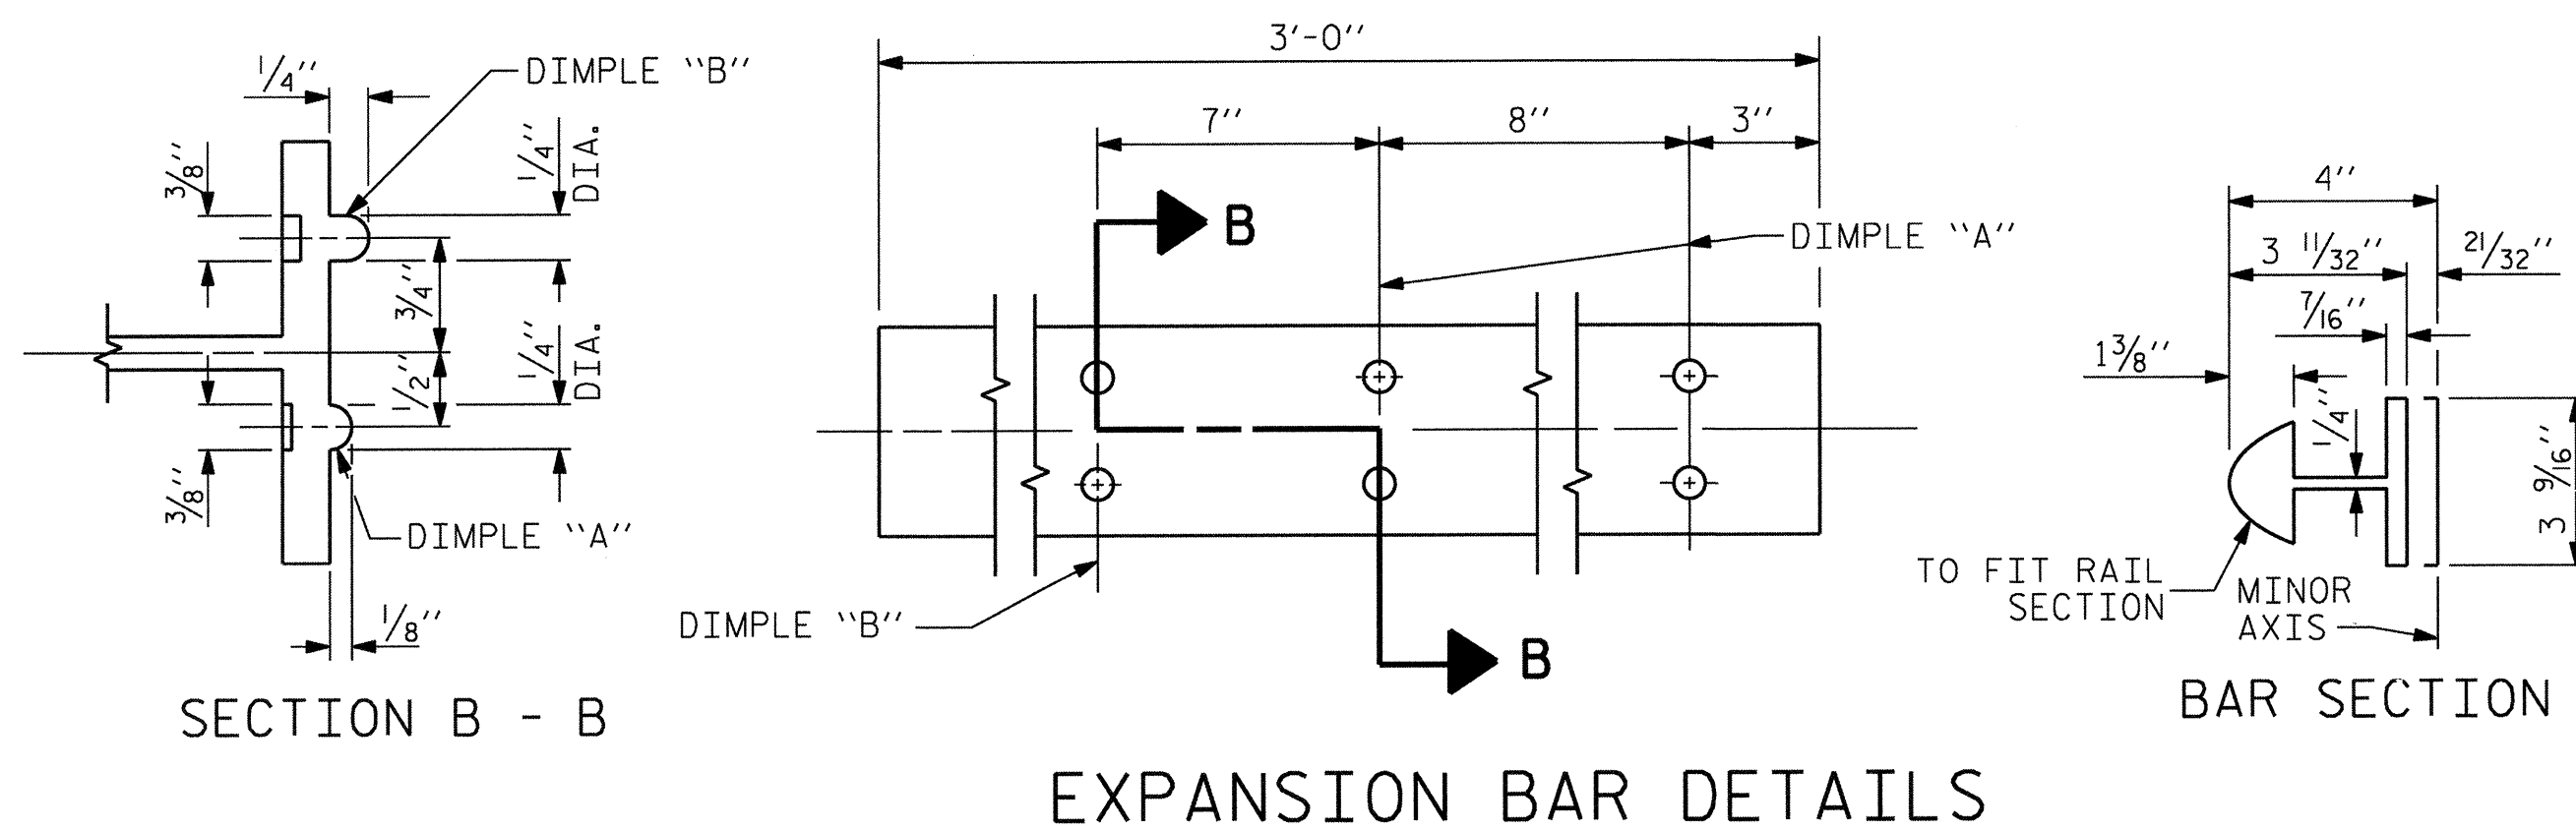 1/4"
DIMPLE "B"
3/8"
1/4"
DIA.
3/4"
1/2"
1/4"
DIA.
3/8"
DIMPLE "A"
1/8"
SECTION B - B
3'-0"
7"
8"
3"
B
DIMPLE "A"
DIMPLE "B"
B
EXPANSION BAR DETAILS
4"
3 11/32"
21/32"
7/16"
1 3/8"
1/4"
3 9/16"
TO FIT RAIL
SECTION
MINOR
AXIS
BAR SECTION